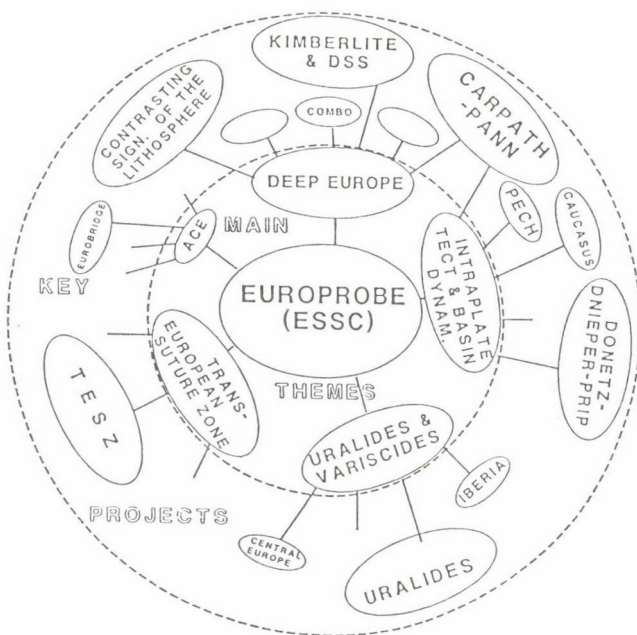 KIMBERLITE
& DSS
CONTRASTING
SIGN. OF THE
LITHOSPHERE
COMBO
CARPATH
-PANN
DEEP EUROPE
PECH
CAUCASUS
EUROBRIDGE
ACE
MAIN
KEY
EUROPROBE
(ESSC)
INTRAPLATE
TECT & BASIN
DYNAM.
DONETZ-
DNIEPER-PRIP
TRANS-
EUROPEAN
SUTURE ZONE
THEMES
TESZ
URALIDES &
VARISCIDES
IBERIA
PROJECTS
CENTRAL
EUROPE
URALIDES